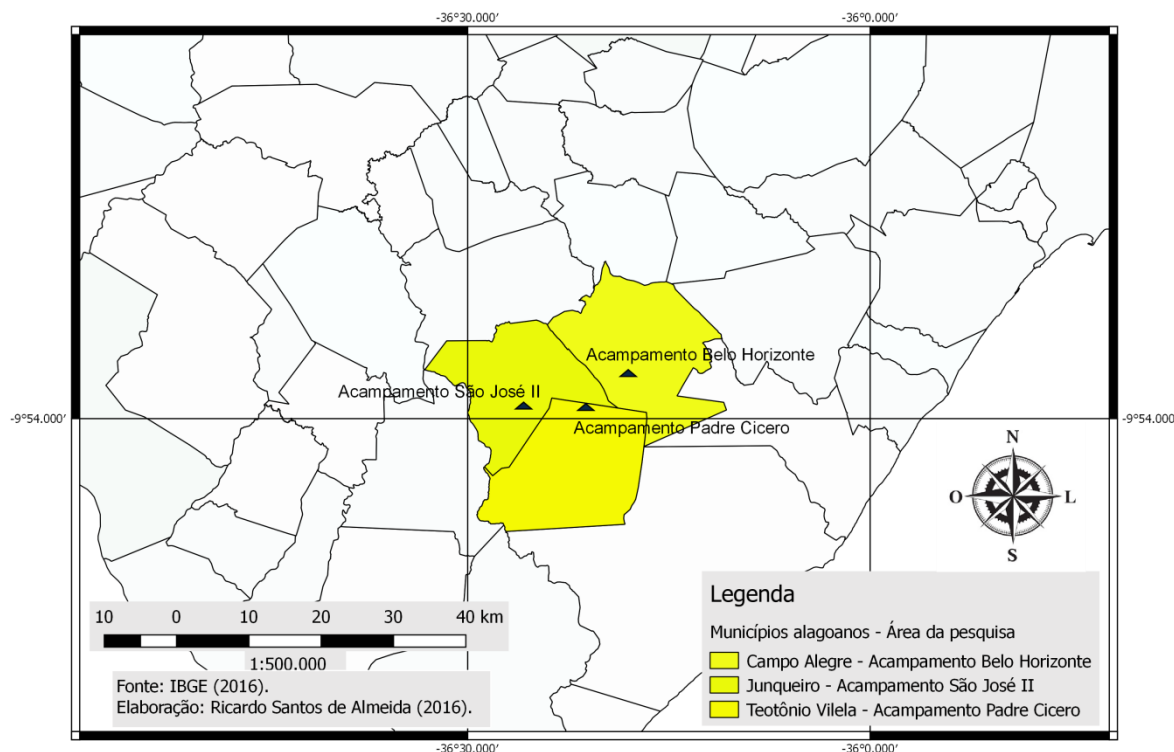 -36°30.000′ -36°0.000′
Acampamento Belo Horizonte
Acampamento São José II
-9°54.000′ -9°54.000′
Acampamento Padre Cicero
N
O L
S
Legenda
Municípios alagoanos - Área da pesquisa
Campo Alegre - Acampamento Belo Horizonte
Junqueiro - Acampamento São José II
Teotônio Vilela - Acampamento Padre Cicero
10 0 10 20 30 40 km
1:500.000
Fonte: IBGE (2016).
Elaboração: Ricardo Santos de Almeida (2016).
-36°30.000′ -36°0.000′